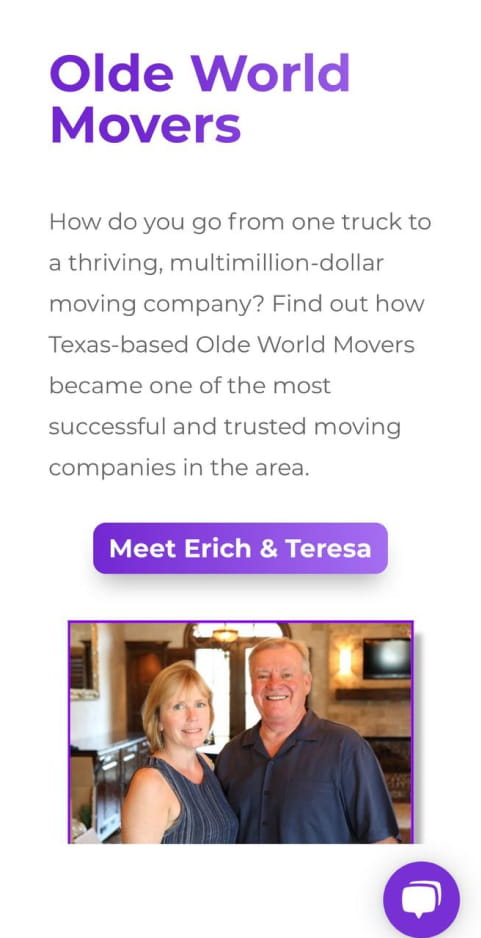 Olde World
Movers
How do you go from one truck to
a thriving, multimillion-dollar
moving company? Find out how
Texas-based Olde World Movers
became one of the most
successful and trusted moving
companies in the area.
Meet Erich & Teresa